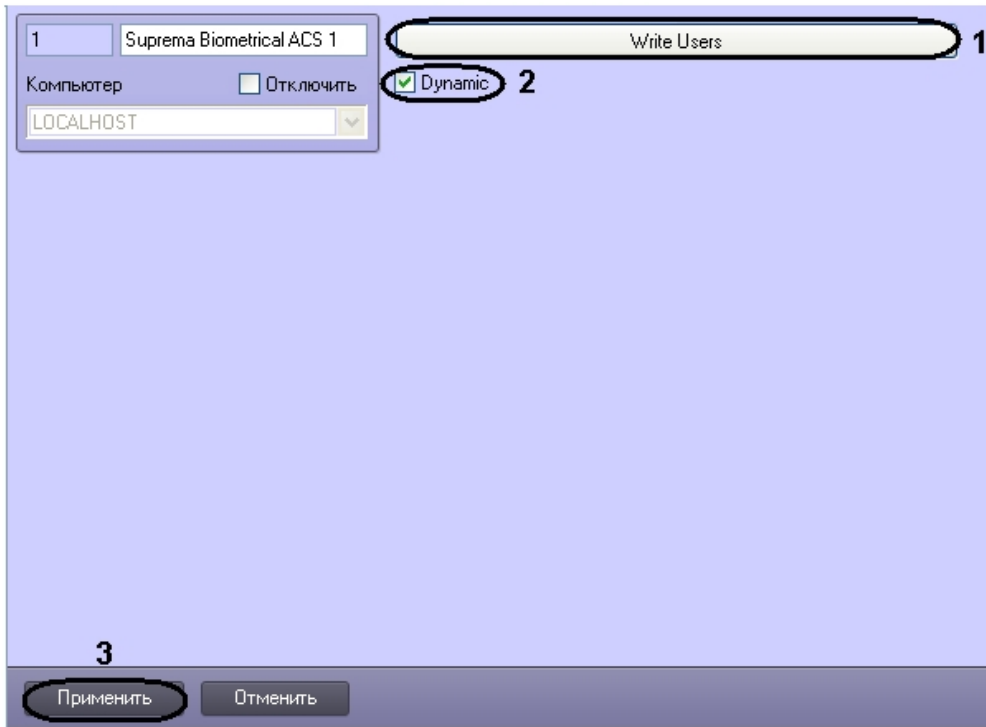 1 Suprema Biometrical ACS 1 Write Users 1
Компьютер Отключить Dynamic 2
LOCALHOST
3
Применить Отменить